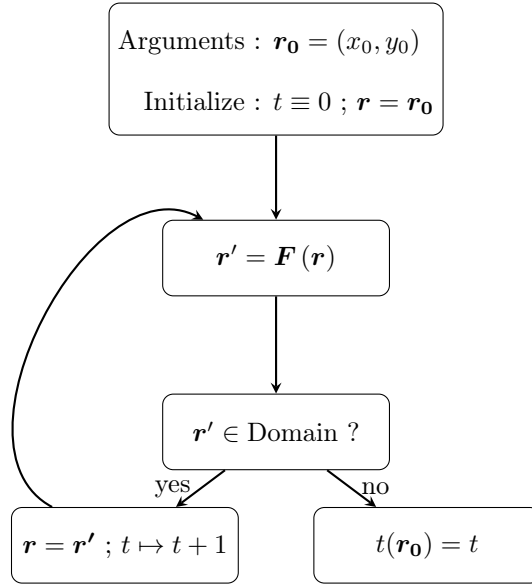 Arguments : r₀ = (x₀, y₀)
Initialize : t ≡ 0 ; r = r₀
r′ = F (r)
r′ ∈ Domain ?
yes
no
r = r′ ; t ↦ t + 1
t(r₀) = t